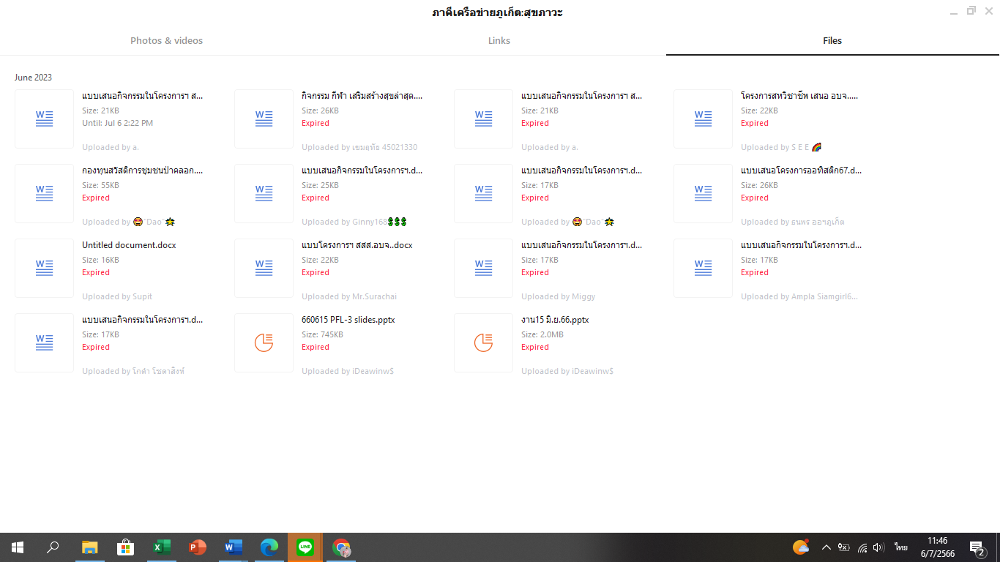 ภาคีเครือข่ายภูเก็ต:สุขภาวะ
Photos & videos
Links
Files
June 2023
แบบเสนอกิจกรรมในโครงการฯ ส...
Size: 21KB
Until: Jul 6 2:22 PM
Uploaded by a.
กิจกรรม กีฬา เสริมสร้างสุขล่าสุด....
Size: 26KB
Expired
Uploaded by เขมฤทัย 45021330
แบบเสนอกิจกรรมในโครงการฯ ส...
Size: 21KB
Expired
Uploaded by a.
โครงการสหวิชาชีพ เสนอ อบจ.....
Size: 22KB
Expired
Uploaded by S E E 🌈
กองทุนสวัสดิการชุมชนป่าคลอก....
Size: 55KB
Expired
Uploaded by 🤩"Dao"🌟
แบบเสนอกิจกรรมในโครงการฯ.d...
Size: 25KB
Expired
Uploaded by Ginny168💲💲💲
แบบเสนอกิจกรรมในโครงการฯ.d...
Size: 17KB
Expired
Uploaded by 🤩"Dao"🌟
แบบเสนอโครงการออทิสติก67.d...
Size: 26KB
Expired
Uploaded by ธนพร ออฯภูเก็ต
Untitled document.docx
Size: 16KB
Expired
Uploaded by Supit
แบบโครงการฯ สสส.อบจ..docx
Size: 22KB
Expired
Uploaded by Mr.Surachai
แบบเสนอกิจกรรมในโครงการฯ.d...
Size: 17KB
Expired
Uploaded by Miggy
แบบเสนอกิจกรรมในโครงการฯ.d...
Size: 17KB
Expired
Uploaded by Ampla Siamgirl6...
แบบเสนอกิจกรรมในโครงการฯ.d...
Size: 17KB
Expired
Uploaded by โกดำ โชตาสิงห์
660615 PFL-3 slides.pptx
Size: 745KB
Expired
Uploaded by iDeawinw$
งาน15 มิ.ย.66.pptx
Size: 2.0MB
Expired
Uploaded by iDeawinw$
ไทย
11:46
6/7/2566
2